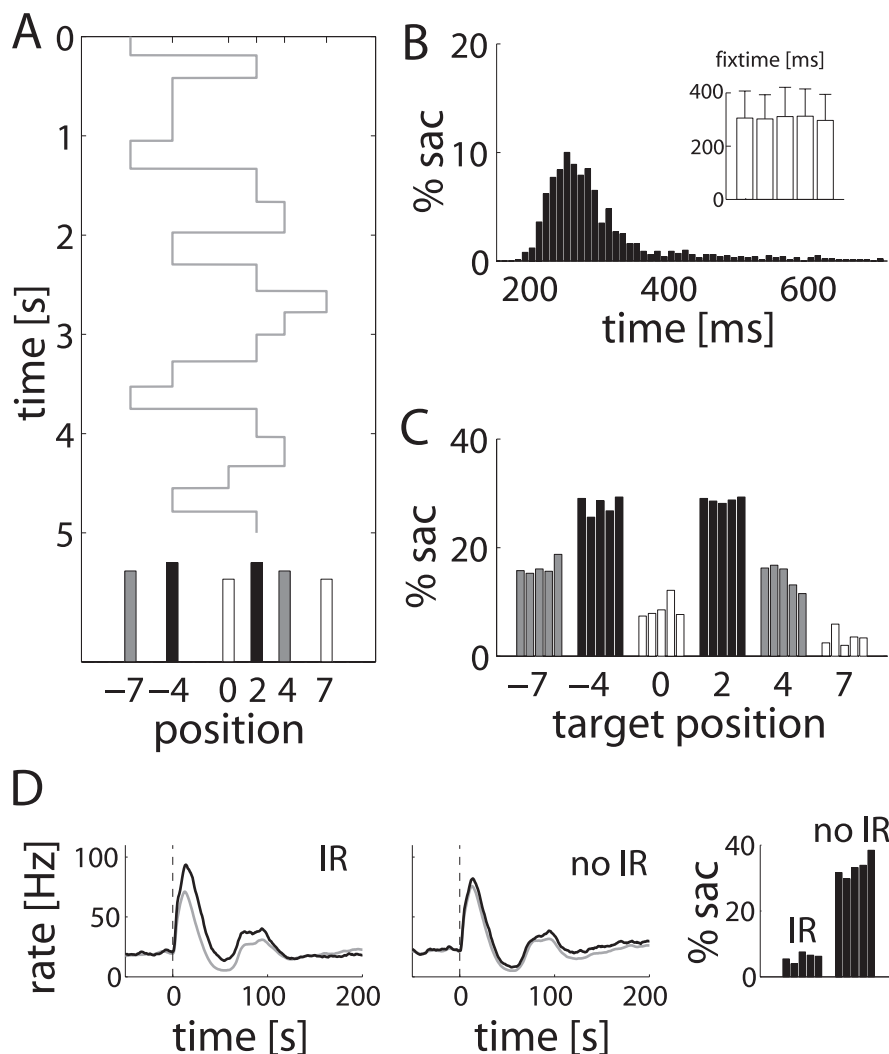 A
0
1
2
3
4
5
time [s]
−7 −4 0 2 4 7
position
B
20
10
0
% sac
200 400 600
time [ms]
fixtime [ms]
400
200
0
C
40
20
0
% sac
−7 −4 0 2 4 7
target position
D
100
50
0
rate [Hz]
IR
0 100 200
time [s]
no IR
0 100 200
time [s]
40
20
0
% sac
IR
no IR